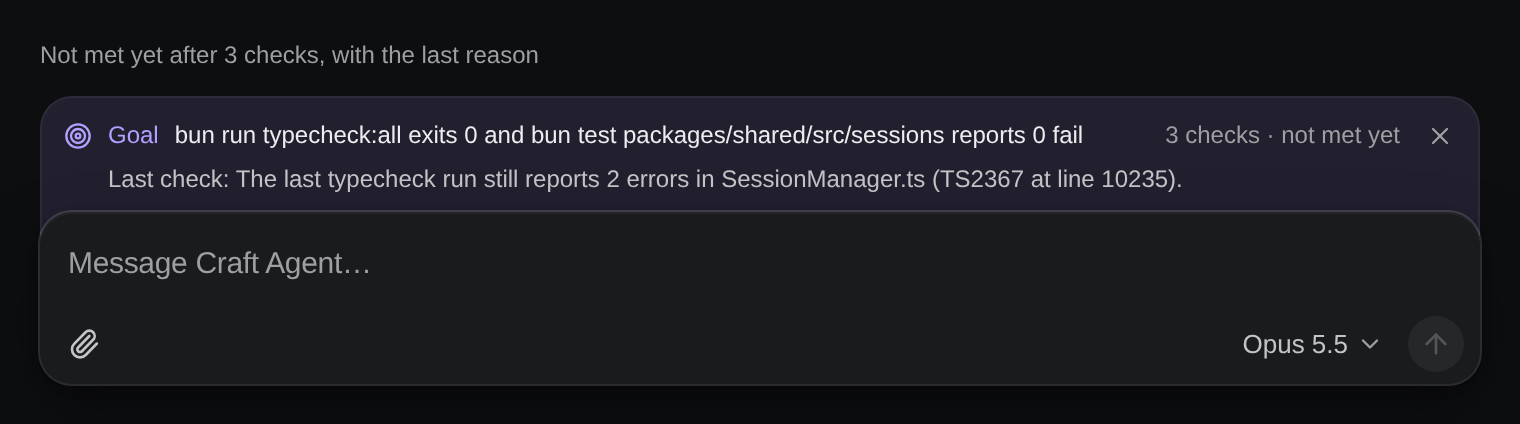 Not met yet after 3 checks, with the last reason
Goal bun run typecheck:all exits 0 and bun test packages/shared/src/sessions reports 0 fail 3 checks · not met yet
Last check: The last typecheck run still reports 2 errors in SessionManager.ts (TS2367 at line 10235).
Message Craft Agent…
Opus 5.5